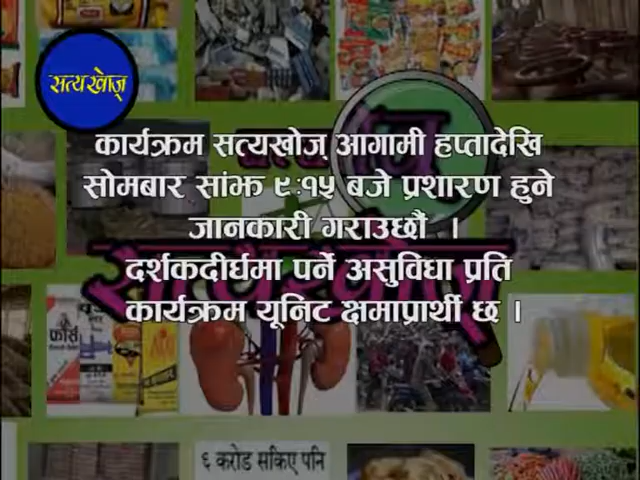 सत्य खोज्
कार्यक्रम सत्यखोज् आगामी हप्तादेखि
सोमबार सांझ ९:१५ बजे प्रशारण हुने
जानकारी गराउछौं ।
दर्शकदीर्घमा पर्ने असुविधा प्रति
कार्यक्रम यूनिट क्षमाप्रार्थी छ ।
६ करोड सकिए पनि